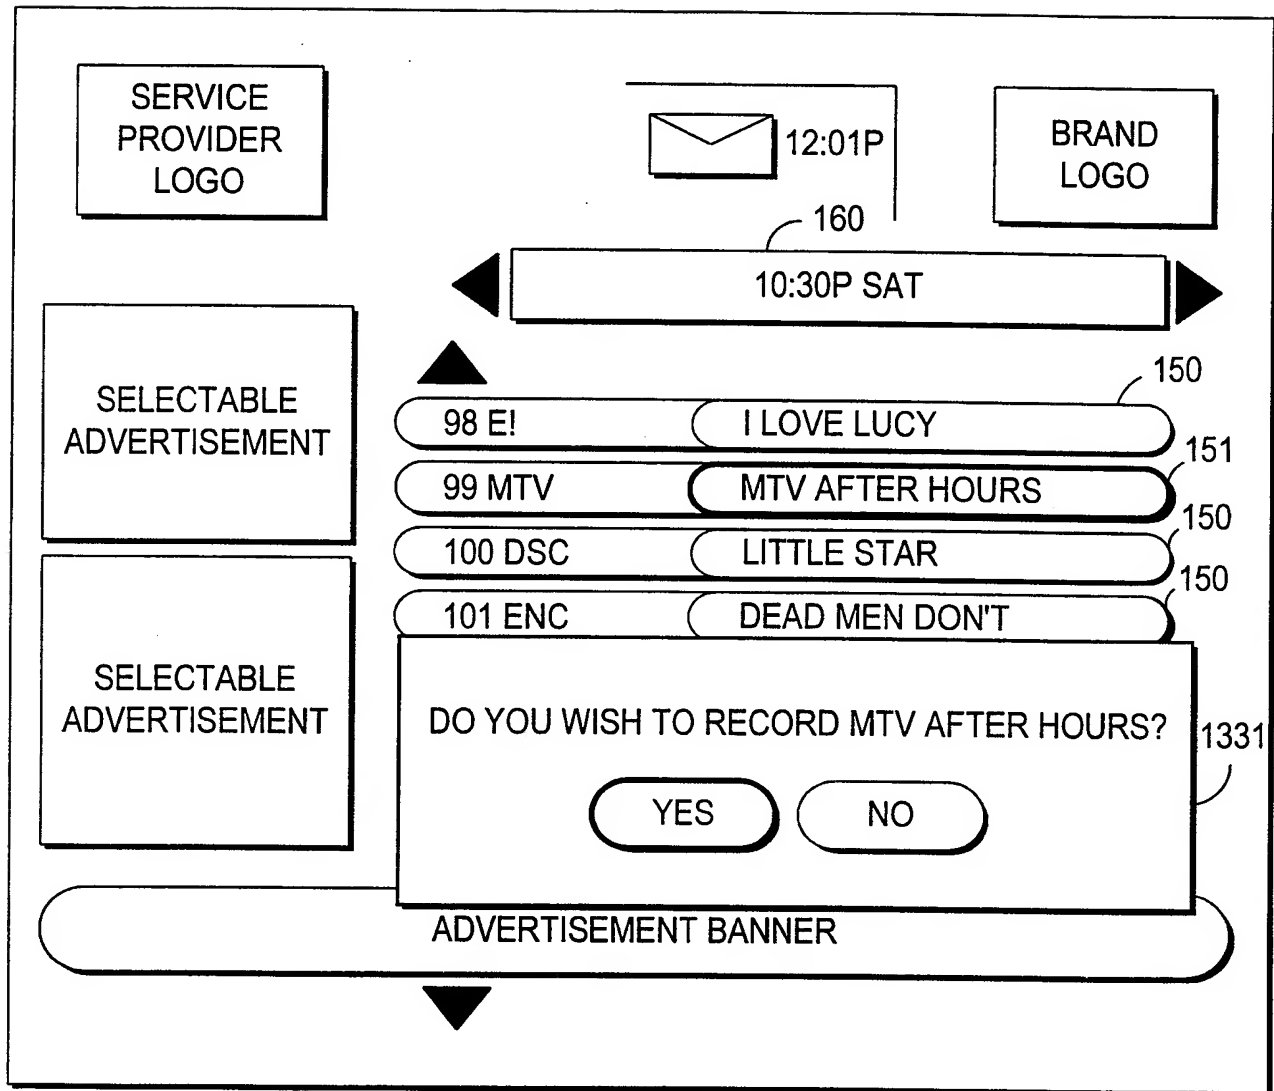 SERVICE
PROVIDER
LOGO
12:01P
BRAND
LOGO
160
10:30P SAT
SELECTABLE
ADVERTISEMENT
150
98 E! I LOVE LUCY
151
99 MTV MTV AFTER HOURS
150
100 DSC LITTLE STAR
150
101 ENC DEAD MEN DON'T
SELECTABLE
ADVERTISEMENT
DO YOU WISH TO RECORD MTV AFTER HOURS?
1331
YES NO
ADVERTISEMENT BANNER